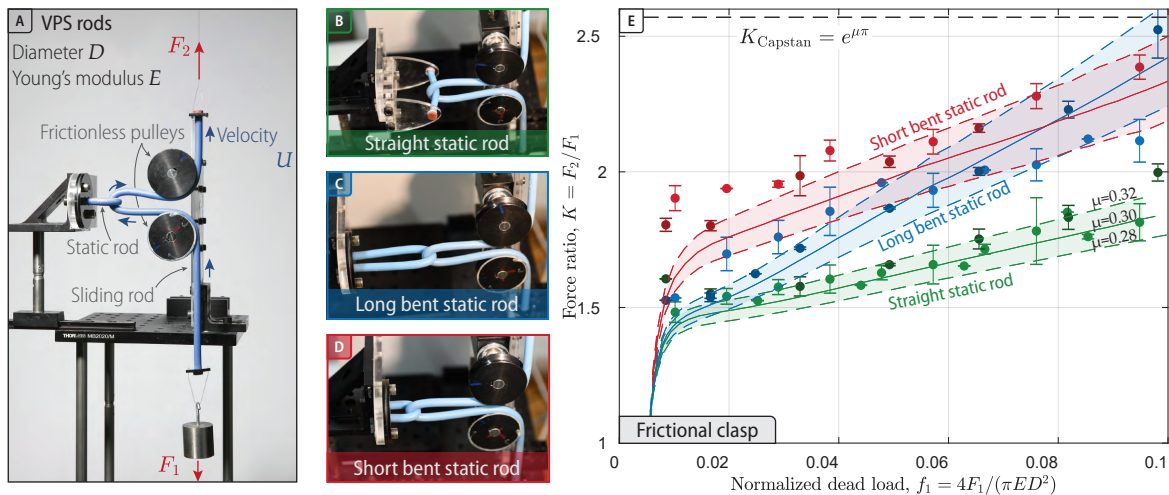 A VPS rods
Diameter D
Young's modulus E
F₂
Frictionless pulleys
Velocity
U
Static rod
Sliding rod
THORLABS MB2020/M
F₁
B
Straight static rod
C
Long bent static rod
D
Short bent static rod
E
K_Capstan = e^{μπ}
Short bent static rod
Long bent static rod
Straight static rod
μ=0.32
μ=0.30
μ=0.28
Frictional clasp
Force ratio, K = F₂/F₁
2.5
2
1.5
1
0 0.02 0.04 0.06 0.08 0.1
Normalized dead load, f₁ = 4F₁/(πED²)